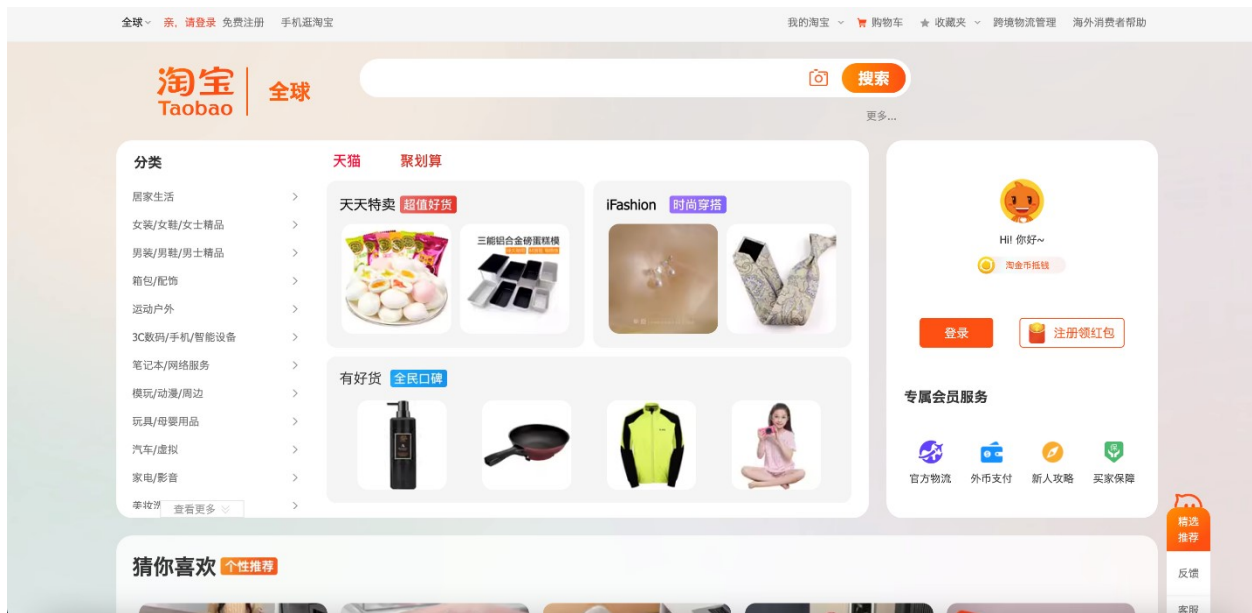 全球
亲，请登录 免费注册 手机逛淘宝
我的淘宝 购物车 收藏夹 跨境物流管理 海外消费者帮助
淘宝
Taobao
全球
搜索
更多...
分类
居家生活
女装/女鞋/女士精品
男装/男鞋/男士精品
箱包/配饰
运动户外
3C数码/手机/智能设备
笔记本/网络服务
模玩/动漫/周边
玩具/母婴用品
汽车/虚拟
家电/影音
查看更多
天猫 聚划算
天天特卖 超值好货
三能铝合金磅蛋糕模
iFashion 时尚穿搭
有好货 全民口碑
Hi! 你好~
淘金币抵钱
登录 注册领红包
专属会员服务
官方物流 外币支付 新人攻略 买家保障
猜你喜欢 个性推荐
精选
推荐
反馈
客服